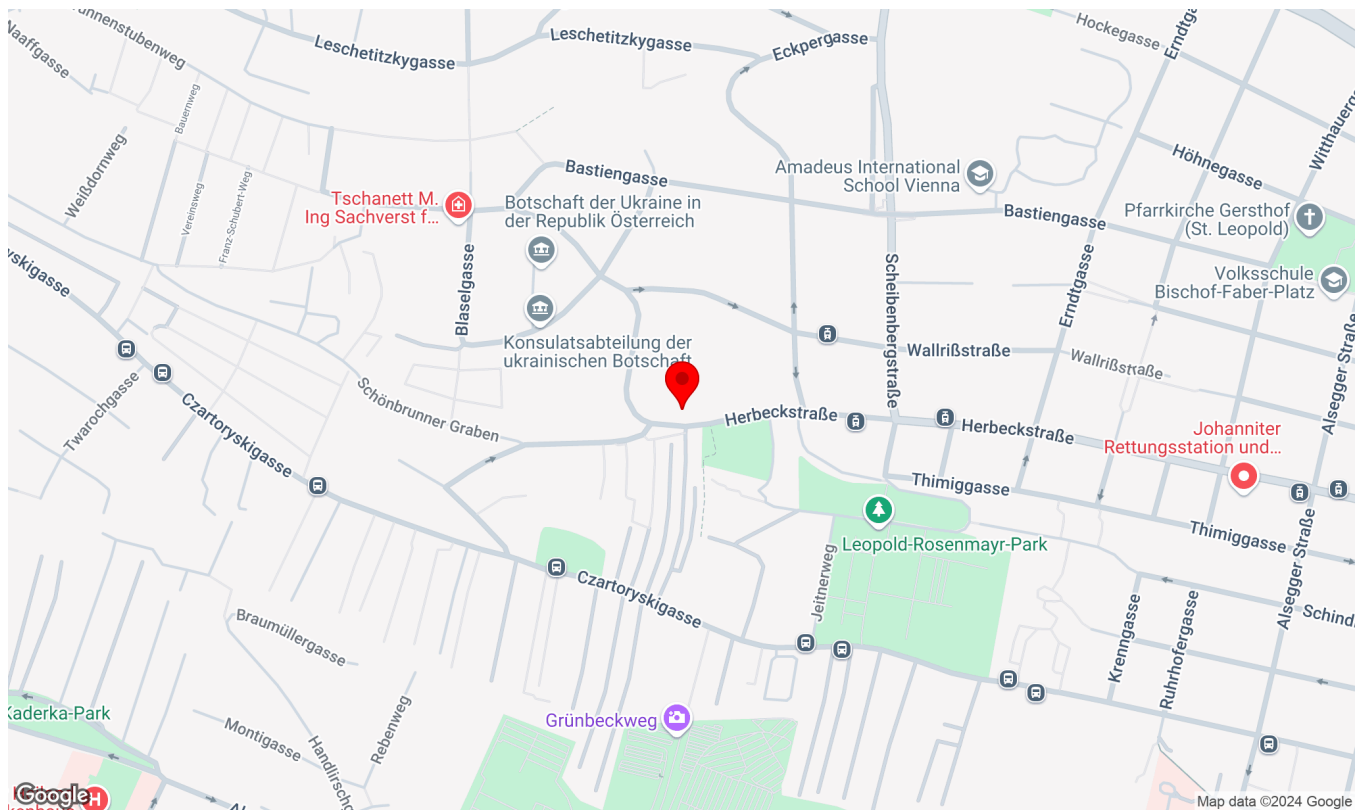 Leschetitzkygasse
Leschetitzkygasse
Eckpergasse
Hockegasse
Erndtgasse
Naaffgasse
Bauernweg
Weißdornweg
Vereinsweg
Franz-Schubert-Weg
Tschanett M.
Ing Sachverst f...
Botschaft der Ukraine in
der Republik Österreich
Bastiengasse
Amadeus International
School Vienna
Bastiengasse
Höhnegasse
Witthauergasse
Pfarrkirche Gersthof
(St. Leopold)
Volksschule
Bischof-Faber-Platz
Blaselgasse
Konsulatsabteilung der
ukrainischen Botschaft
Scheibenbergstraße
Erndtgasse
Wallrißstraße
Wallrißstraße
Alsegger Straße
Twarochgasse
Czartoryskigasse
Schönbrunner Graben
Herbeckstraße
Herbeckstraße
Johanniter
Rettungsstation und...
Thimiggasse
Thimiggasse
Leopold-Rosenmayr-Park
Jeitnerweg
Alsegger Straße
Czartoryskigasse
Braumüllergasse
Krenngasse
Ruhrhofergasse
Grünbeckweg
Montigasse
Rebenweg
H
Google
Map data ©2024 Google